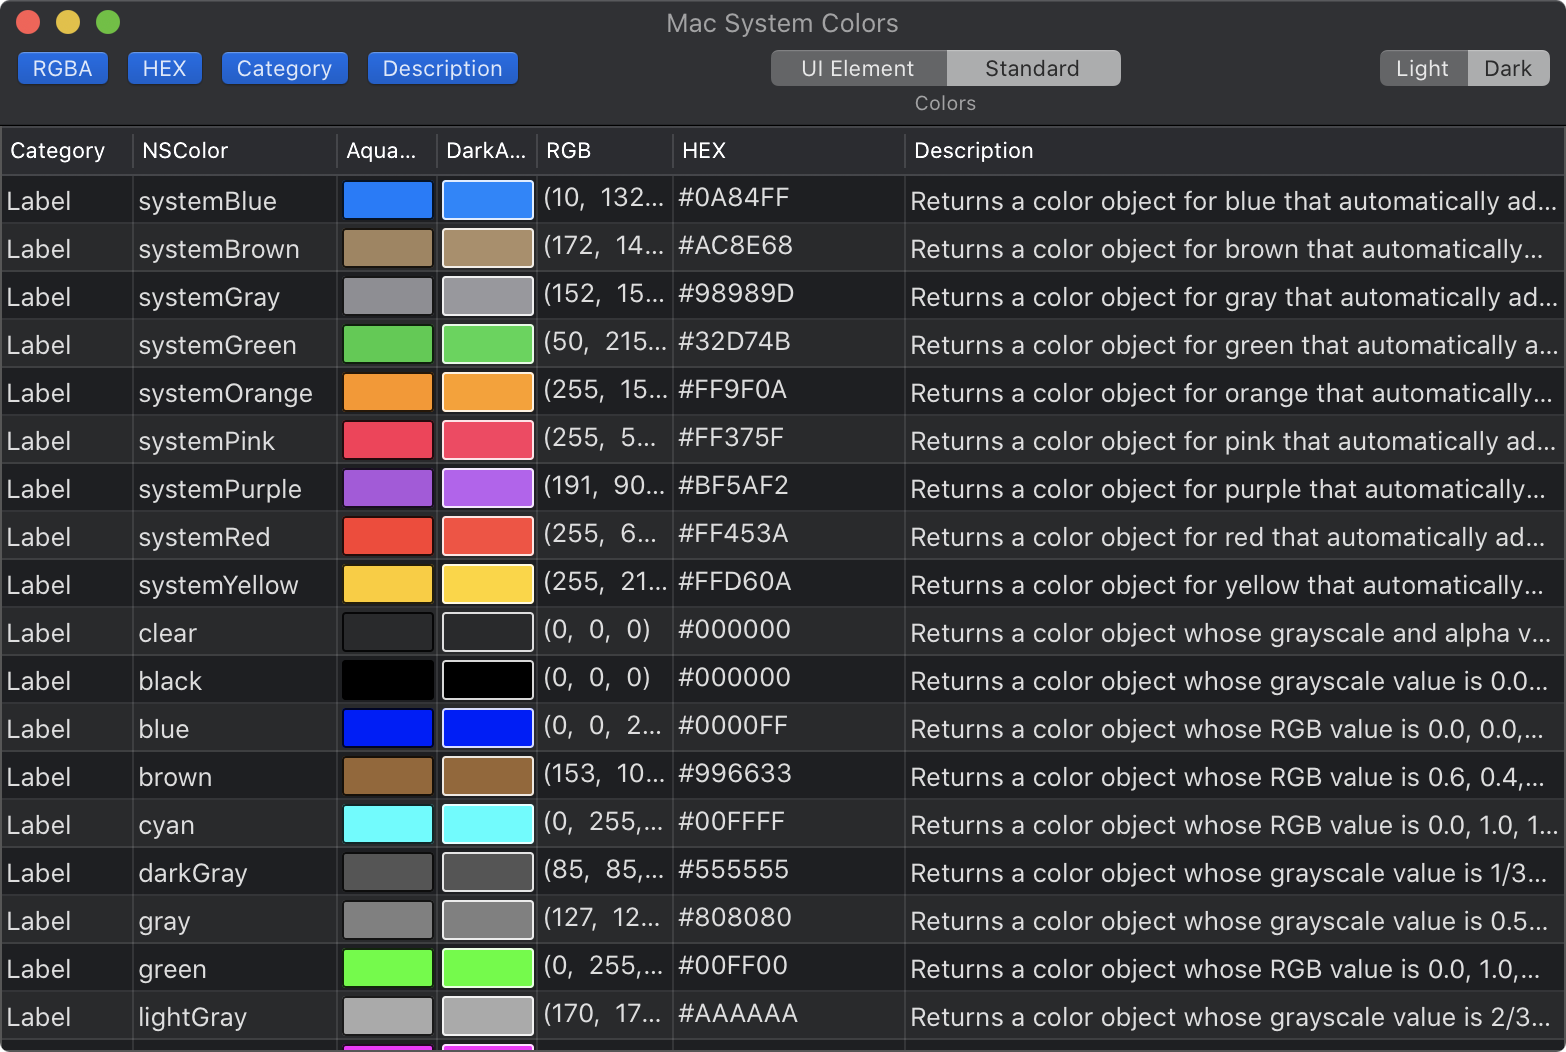 Mac System Colors
RGBA HEX Category Description UI Element Standard Light Dark
Colors
Category NSColor Aqua... DarkA... RGB HEX Description
Label systemBlue (10, 132... #0A84FF Returns a color object for blue that automatically ad...
Label systemBrown (172, 14... #AC8E68 Returns a color object for brown that automatically...
Label systemGray (152, 15... #98989D Returns a color object for gray that automatically ad...
Label systemGreen (50, 215... #32D74B Returns a color object for green that automatically a...
Label systemOrange (255, 15... #FF9F0A Returns a color object for orange that automatically...
Label systemPink (255, 5... #FF375F Returns a color object for pink that automatically ad...
Label systemPurple (191, 90... #BF5AF2 Returns a color object for purple that automatically...
Label systemRed (255, 6... #FF453A Returns a color object for red that automatically ad...
Label systemYellow (255, 21... #FFD60A Returns a color object for yellow that automatically...
Label clear (0, 0, 0) #000000 Returns a color object whose grayscale and alpha v...
Label black (0, 0, 0) #000000 Returns a color object whose grayscale value is 0.0...
Label blue (0, 0, 2... #0000FF Returns a color object whose RGB value is 0.0, 0.0,...
Label brown (153, 10... #996633 Returns a color object whose RGB value is 0.6, 0.4,...
Label cyan (0, 255,... #00FFFF Returns a color object whose RGB value is 0.0, 1.0, 1...
Label darkGray (85, 85,... #555555 Returns a color object whose grayscale value is 1/3...
Label gray (127, 12... #808080 Returns a color object whose grayscale value is 0.5...
Label green (0, 255,... #00FF00 Returns a color object whose RGB value is 0.0, 1.0,...
Label lightGray (170, 17... #AAAAAA Returns a color object whose grayscale value is 2/3...